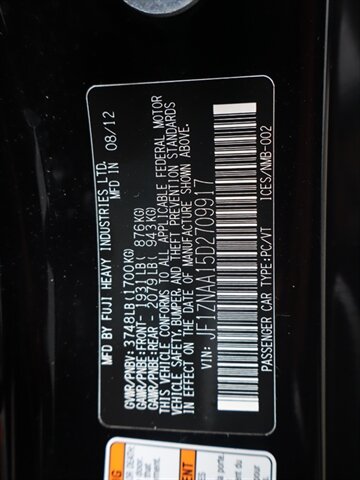 MFD BY FUJI HEAVY INDUSTRIES LTD.
MFD IN 08/12
GVWR/PNBV: 3748LB(1700KG)
GAWR/PNBE:FRONT- 1931LB( 876KG)
GAWR/PNBE:REAR- 2079LB( 943KG)
THIS VEHICLE CONFORMS TO ALL APPLICABLE FEDERAL MOTOR
VEHICLE SAFETY,BUMPER AND THEFT PREVENTION STANDARDS
IN EFFECT ON THE DATE OF MANUFACTURE SHOWN ABOVE.
VIN: JF1ZNAA15D2709917
PASSENGER CAR TYPE:PC/VT ICES/NMB-002